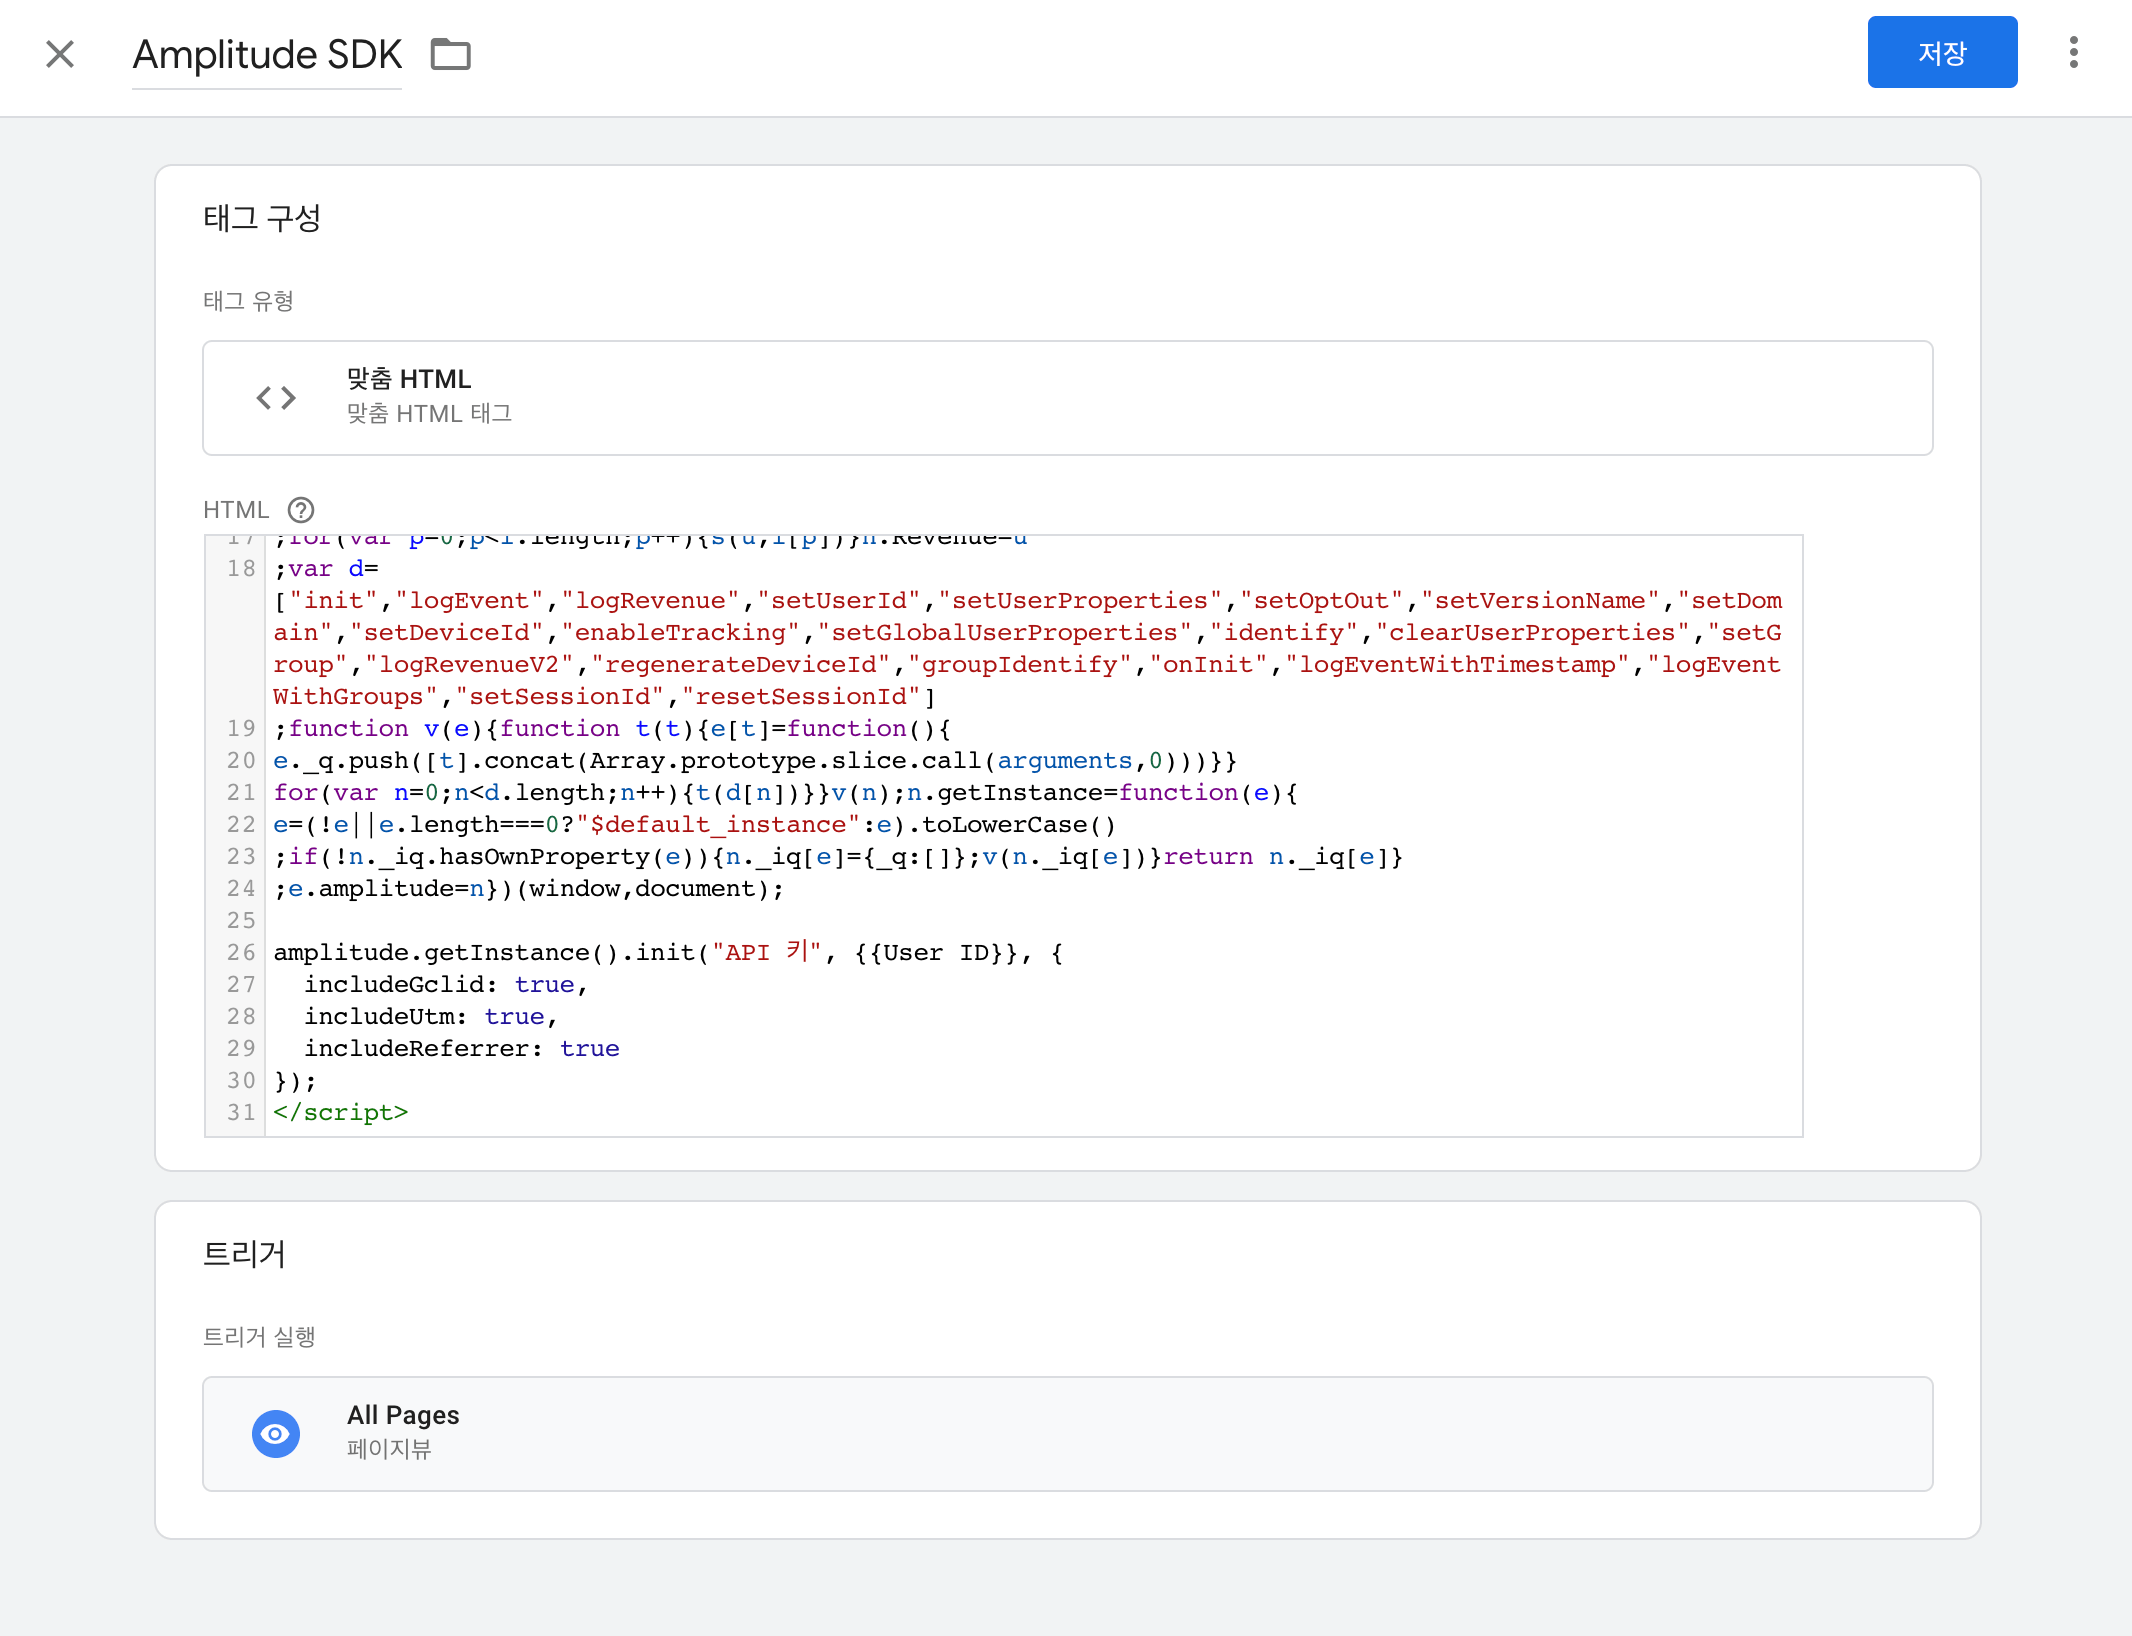 Amplitude SDK
저장
태그 구성
태그 유형
맞춤 HTML
맞춤 HTML 태그
HTML
17 ;for(var p=0;p<l.length;p++){s(u,l[p])}n.Revenue=u
18 ;var d=
["init","logEvent","logRevenue","setUserId","setUserProperties","setOptOut","setVersionName","setDom
ain","setDeviceId","enableTracking","setGlobalUserProperties","identify","clearUserProperties","setG
roup","logRevenueV2","regenerateDeviceId","groupIdentify","onInit","logEventWithTimestamp","logEvent
WithGroups","setSessionId","resetSessionId"]
19 ;function v(e){function t(t){e[t]=function(){
20 e._q.push([t].concat(Array.prototype.slice.call(arguments,0)))}}
21 for(var n=0;n<d.length;n++){t(d[n])}}v(n);n.getInstance=function(e){
22 e=(!e||e.length===0?"$default_instance":e).toLowerCase()
23 ;if(!n._iq.hasOwnProperty(e)){n._iq[e]={_q:[]};v(n._iq[e])}return n._iq[e]}
24 ;e.amplitude=n})(window,document);
25
26 amplitude.getInstance().init("API 키", {{User ID}}, {
27 includeGclid: true,
28 includeUtm: true,
29 includeReferrer: true
30 });
31 </script>
트리거
트리거 실행
All Pages
페이지뷰